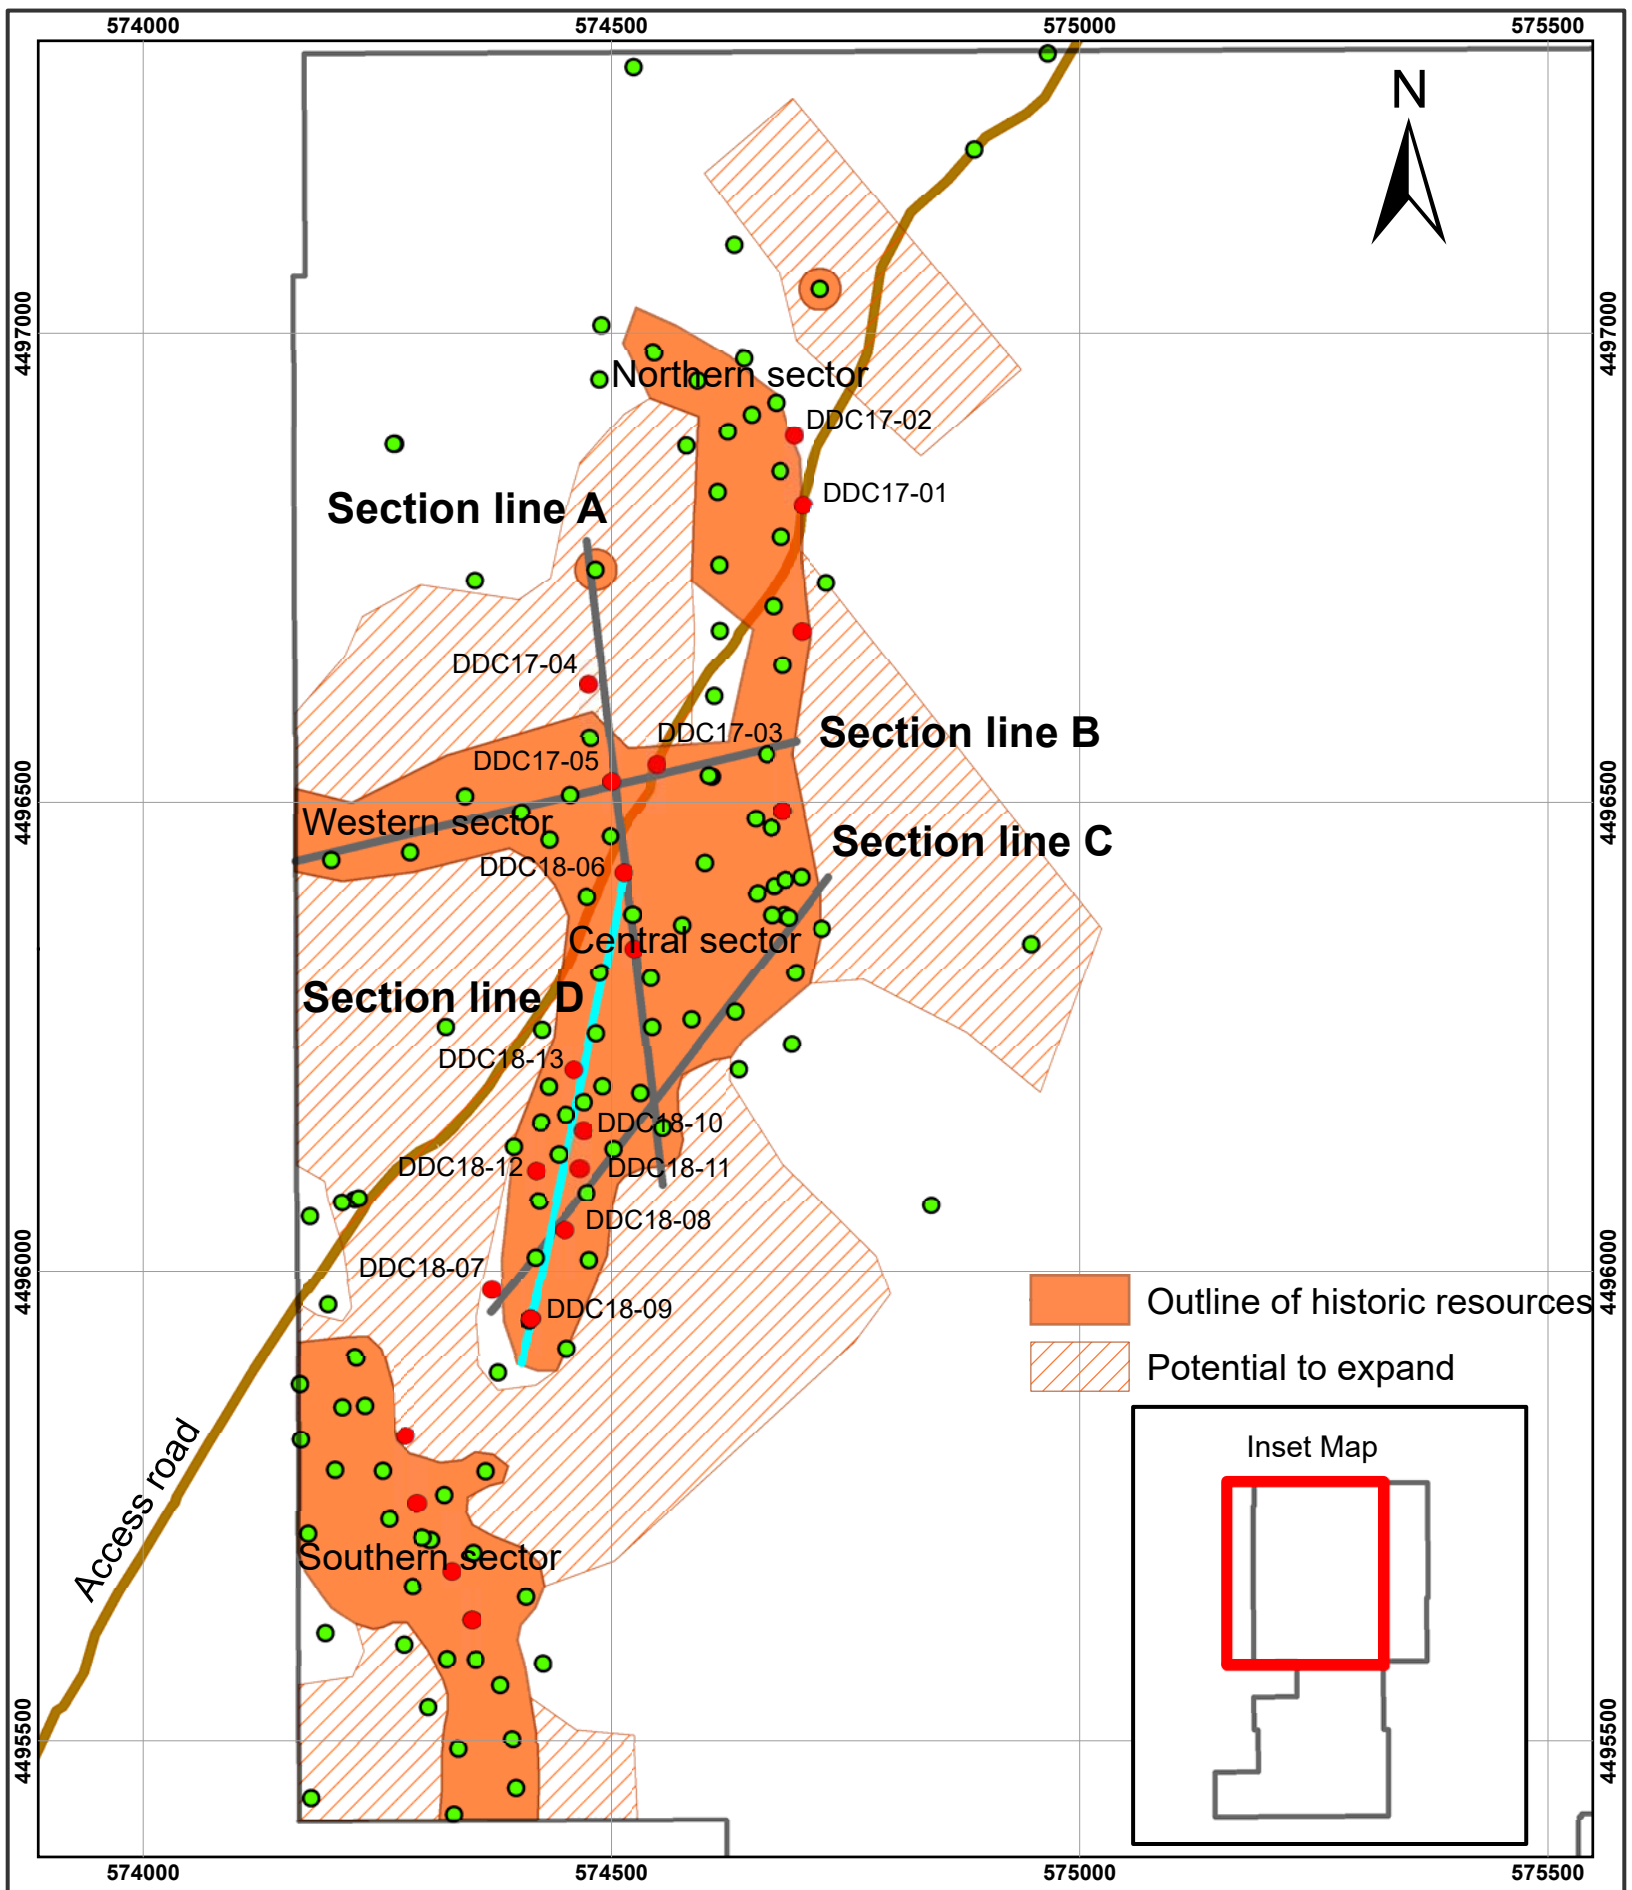 574000
574500
575000
575500
N
4497000
4497000
Northern sector
DDC17-02
DDC17-01
Section line A
DDC17-04
DDC17-03
Section line B
DDC17-05
4496500
4496500
Western sector
Section line C
DDC18-06
Central sector
Section line D
DDC18-13
DDC18-10
DDC18-12
DDC18-11
DDC18-08
DDC18-07
4496000
4496000
DDC18-09
Outline of historic resources
Potential to expand
Inset Map
Access road
Southern sector
4495500
4495500
574000
574500
575000
575500